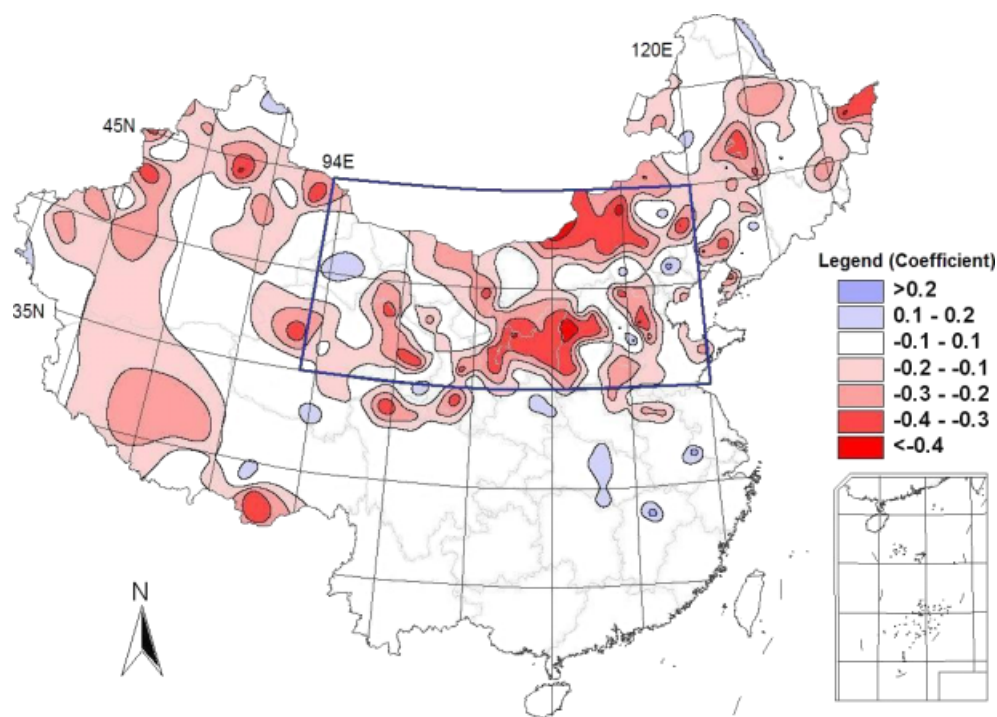 120E
45N
94E
35N
Legend (Coefficient)
>0.2
0.1 - 0.2
-0.1 - 0.1
-0.2 - -0.1
-0.3 - -0.2
-0.4 - -0.3
<-0.4
N